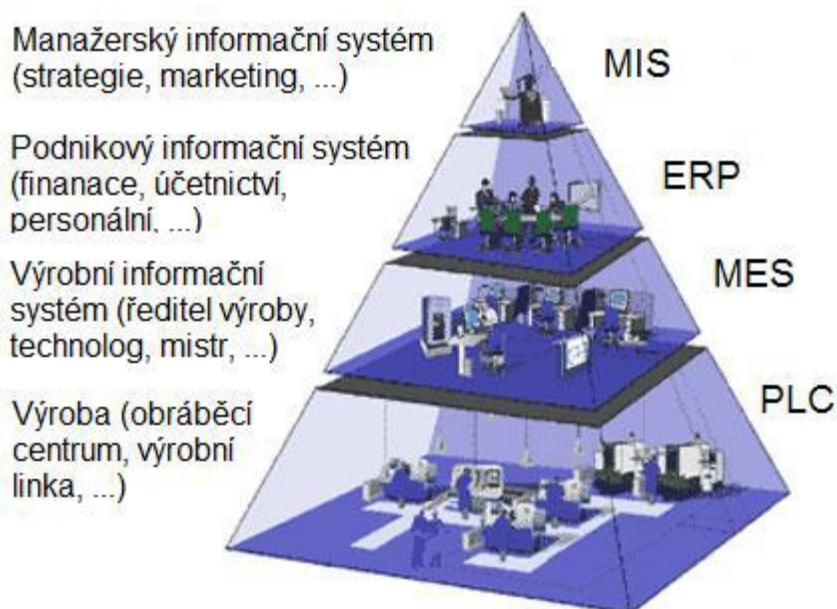 Manažerský informační systém
(strategie, marketing, ...)
MIS
Podnikový informační systém
(finanace, účetnictví,
personální, ...)
ERP
Výrobní informační
systém (ředitel výroby,
technolog, mistr, ...)
MES
Výroba (obráběcí
centrum, výrobní
linka, ...)
PLC